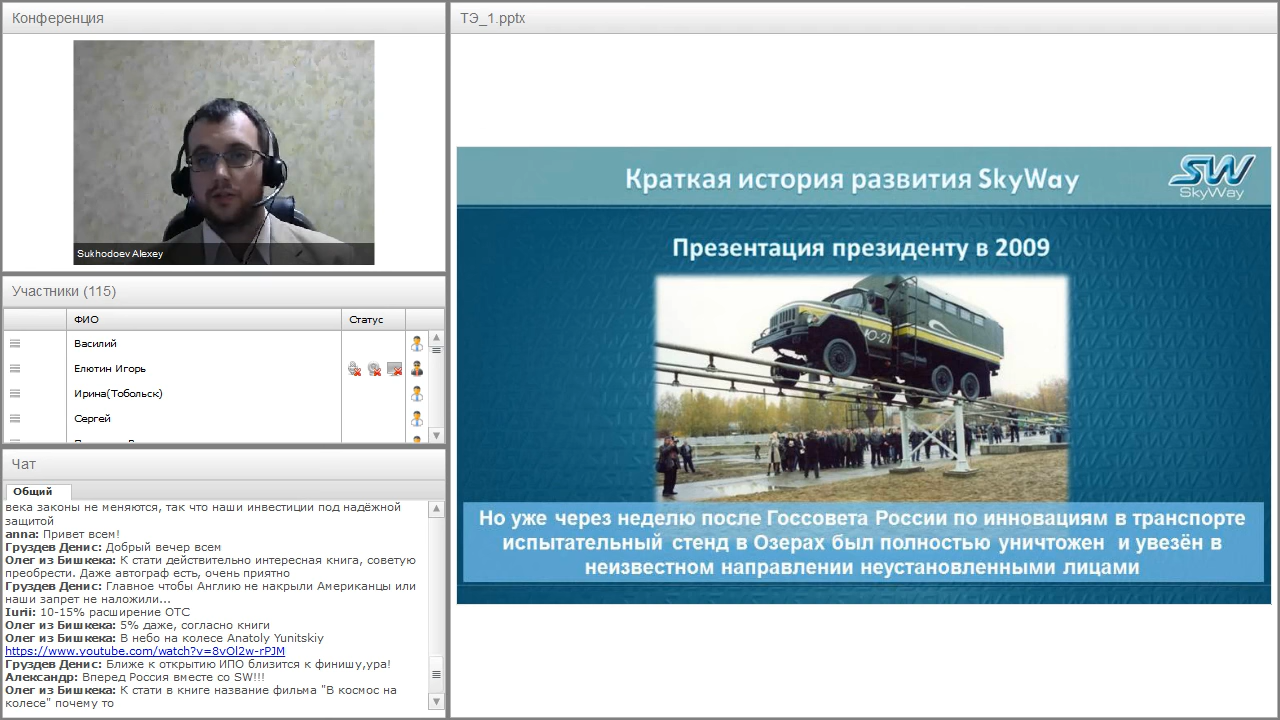 Конференция
Sukhodoev Alexey
Участники (115)
ФИО
Статус
Василий
Елютин Игорь
Ирина(Тобольск)
Сергей
Чат
Общий
века законы не меняются, так что наши инвестиции под надёжной
защитой
anna: Привет всем!
Груздев Денис: Добрый вечер всем
Олег из Бишкека: К стати действительно интересная книга, советую
преобрести. Даже автограф есть, очень приятно
Груздев Денис: Главное чтобы Англию не накрыли Американцы или
наши запрет не наложили...
Iurii: 10-15% расширение ОТС
Олег из Бишкека: 5% даже, согласно книги
Олег из Бишкека: В небо на колесе Anatoly Yunitskiy
https://www.youtube.com/watch?v=8vOl2w-rPJM
Груздев Денис: Ближе к открытию ИПО близится к финишу,ура!
Александр: Вперед Россия вместе со SW!!!
Олег из Бишкека: К стати в книге название фильма "В космос на
колесе" почему то
ТЭ_1.pptx
Краткая история развития SkyWay
SW
SkyWay
Презентация президенту в 2009
Ю-21
Но уже через неделю после Госсовета России по инновациям в транспорте
испытательный стенд в Озерах был полностью уничтожен и увезён в
неизвестном направлении неустановленными лицами